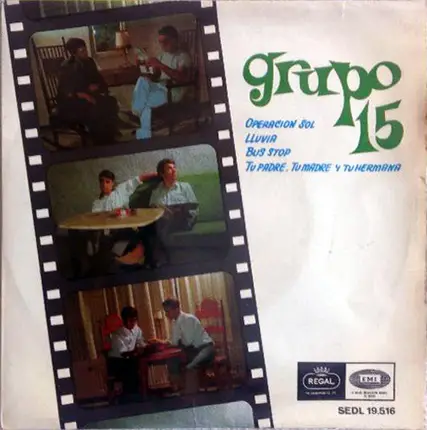 grupo
15
OPERACION SOL
LLUVIA
BUS STOP
TU PADRE, TU MADRE Y TU HERMANA
REGAL
EMI
SEDL 19.516